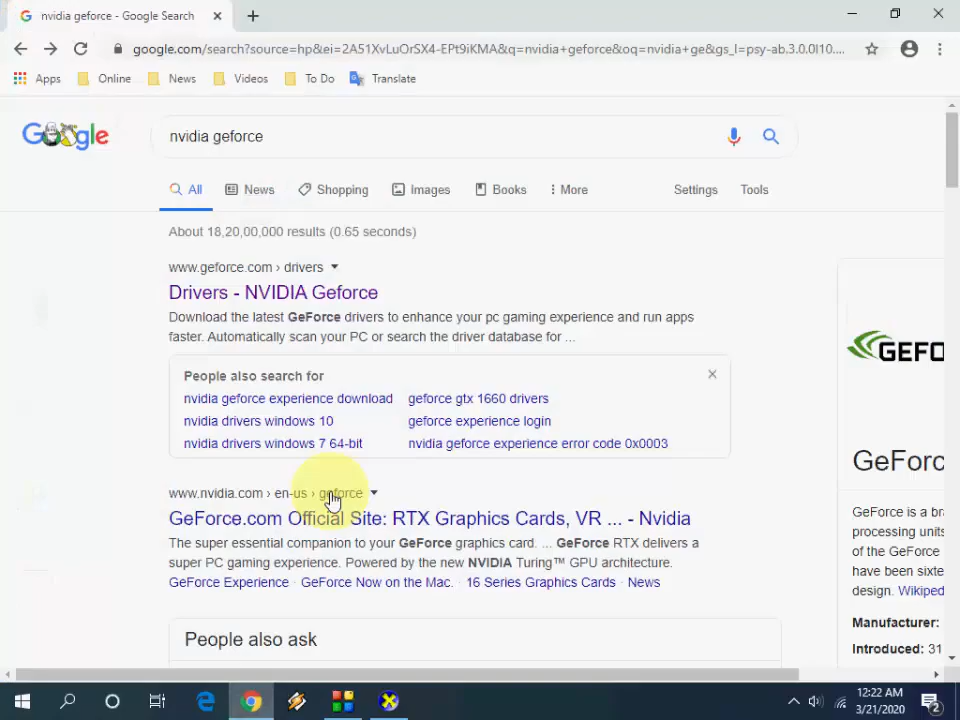 nvidia geforce - Google Search
google.com/search?source=hp&ei=2A51XvLuOrSX4-EPt9iKMA&q=nvidia+geforce&oq=nvidia+ge&gs_l=psy-ab.3.0.0l10....
Apps Online News Videos To Do Translate
Google nvidia geforce
All News Shopping Images Books More Settings Tools
About 18,20,00,000 results (0.65 seconds)
www.geforce.com › drivers
Drivers - NVIDIA Geforce
Download the latest GeForce drivers to enhance your pc gaming experience and run apps
faster. Automatically scan your PC or search the driver database for ...
People also search for
nvidia geforce experience download geforce gtx 1660 drivers
nvidia drivers windows 10 geforce experience login
nvidia drivers windows 7 64-bit nvidia geforce experience error code 0x0003
www.nvidia.com › en-us › geforce
GeForce.com Official Site: RTX Graphics Cards, VR ... - Nvidia
The super essential companion to your GeForce graphics card. ... GeForce RTX delivers a
super PC gaming experience. Powered by the new NVIDIA Turing™ GPU architecture.
GeForce Experience · GeForce Now on the Mac. · 16 Series Graphics Cards · News
People also ask
GEFO
GeForc
GeForce is a br
processing units
of the GeForce
have been sixte
design. Wikiped
Manufacturer:
Introduced: 31
12:22 AM
3/21/2020
2